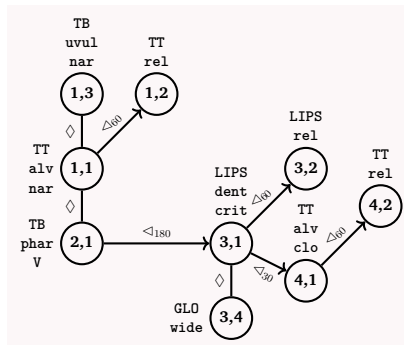 TB
uvul
nar
TT
rel
1,3
1,2
◁60
◊
TT
alv
nar
1,1
◊
TB
phar
V
2,1
◁180
LIPS
dent
crit
3,1
◁60
LIPS
rel
3,2
◁30
TT
alv
clo
4,1
◁60
TT
rel
4,2
◊
GLO
wide
3,4